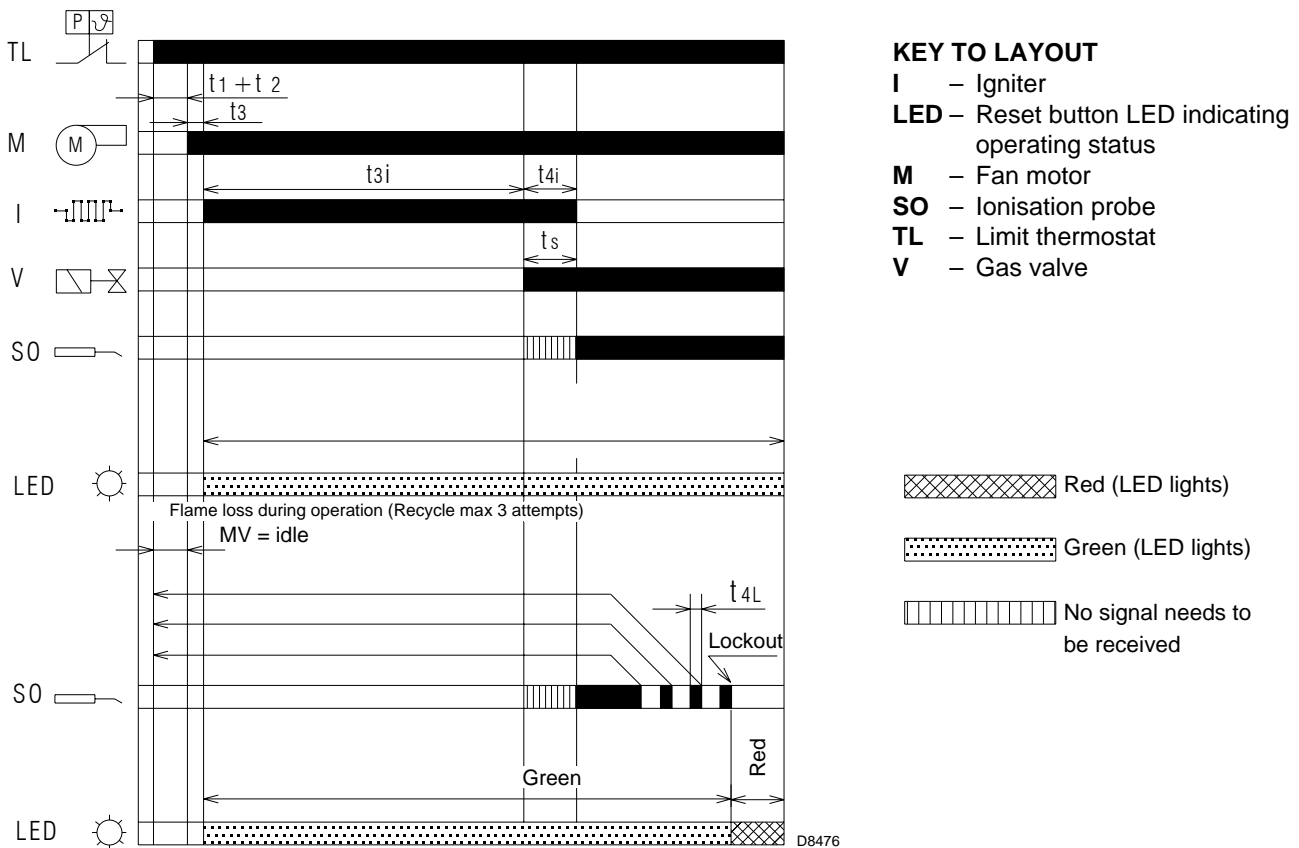 P ϑ
TL
t1 + t 2
t3
M
M
t3i
t4i
I
ts
V
SO
LED
Flame loss during operation (Recycle max 3 attempts)
MV = idle
t 4L
Lockout
SO
Red
Green
LED
D8476
KEY TO LAYOUT
I – Igniter
LED – Reset button LED indicating
operating status
M – Fan motor
SO – Ionisation probe
TL – Limit thermostat
V – Gas valve
Red (LED lights)
Green (LED lights)
No signal needs to
be received